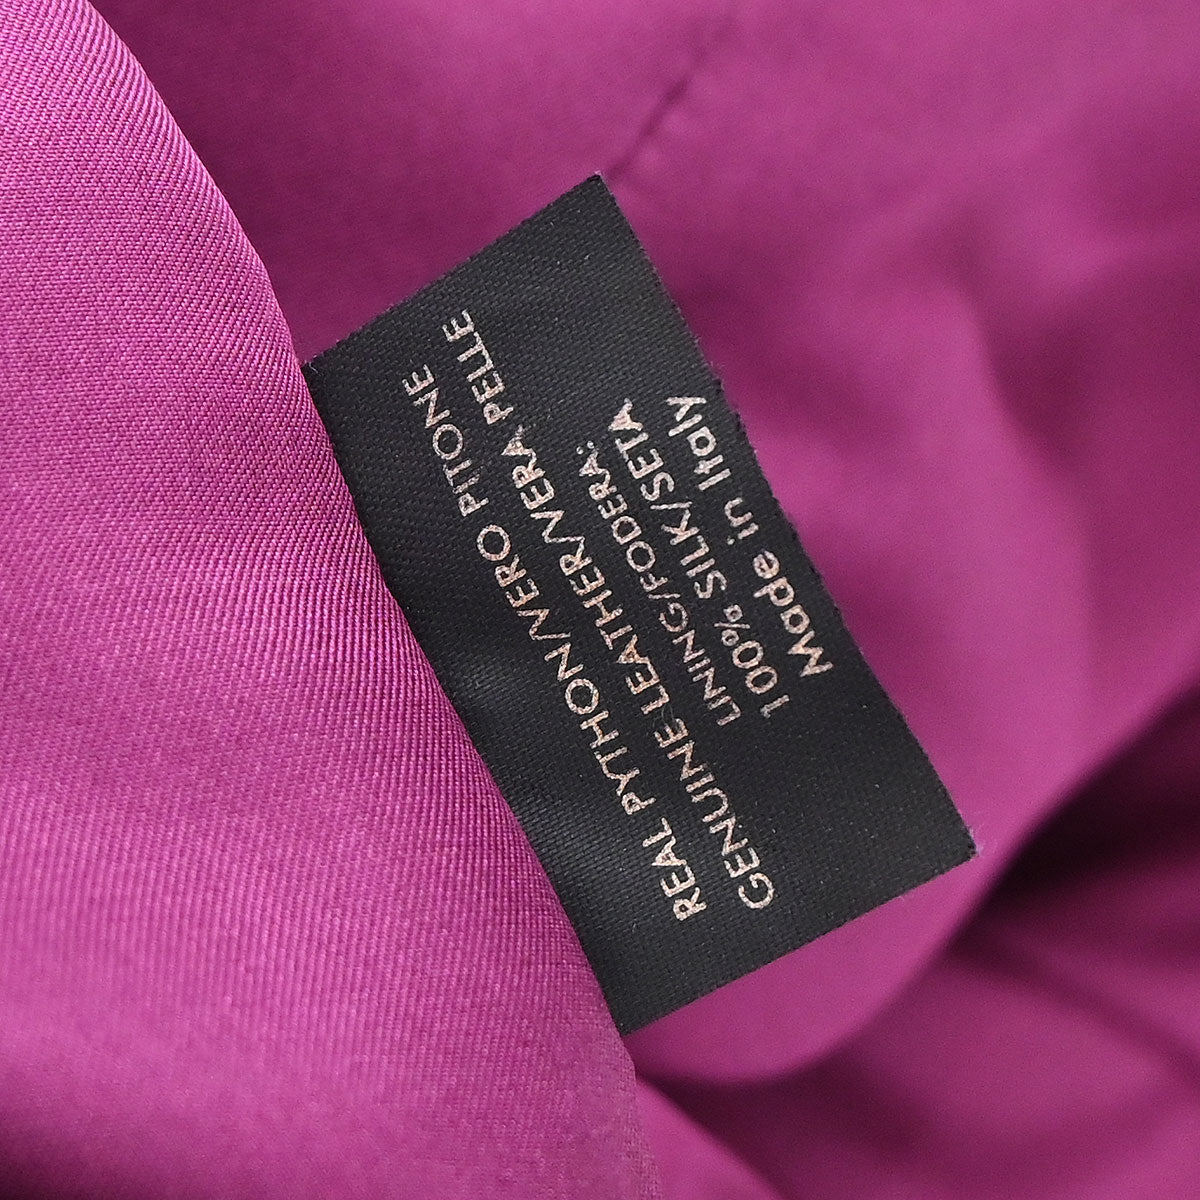 REAL PYTHON/VERO PITONE
GENUINE LEATHER/VERA PELLE
LINING/FODERA:
100% SILK/SETA
Made in Italy